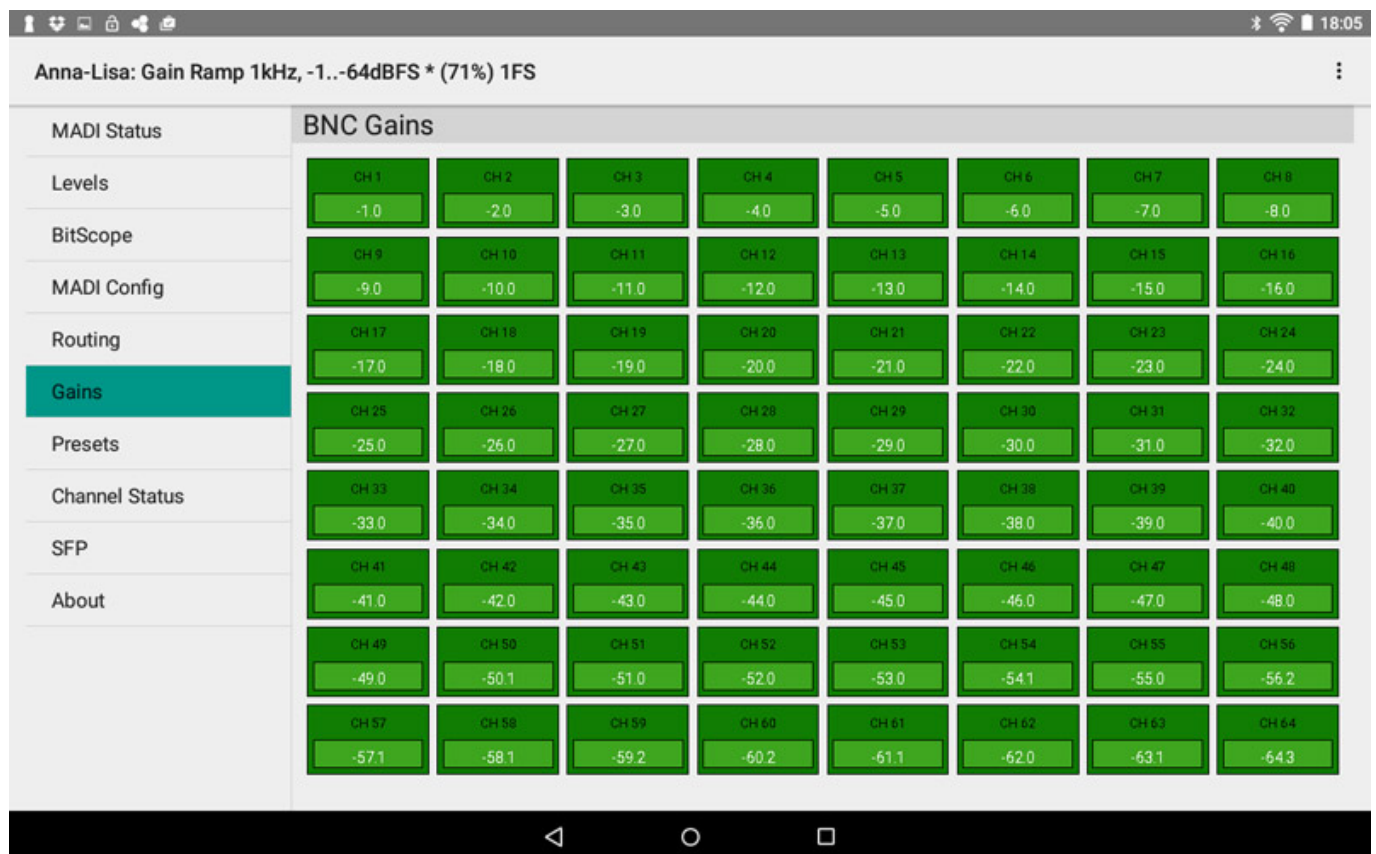 18:05
Anna-Lisa: Gain Ramp 1kHz, -1..-64dBFS * (71%) 1FS
MADI Status
Levels
BitScope
MADI Config
Routing
Gains
Presets
Channel Status
SFP
About
BNC Gains
CH 1 CH 2 CH 3 CH 4 CH 5 CH 6 CH 7 CH 8
-1.0 -2.0 -3.0 -4.0 -5.0 -6.0 -7.0 -8.0
CH 9 CH 10 CH 11 CH 12 CH 13 CH 14 CH 15 CH 16
-9.0 -10.0 -11.0 -12.0 -13.0 -14.0 -15.0 -16.0
CH 17 CH 18 CH 19 CH 20 CH 21 CH 22 CH 23 CH 24
-17.0 -18.0 -19.0 -20.0 -21.0 -22.0 -23.0 -24.0
CH 25 CH 26 CH 27 CH 28 CH 29 CH 30 CH 31 CH 32
-25.0 -26.0 -27.0 -28.0 -29.0 -30.0 -31.0 -32.0
CH 33 CH 34 CH 35 CH 36 CH 37 CH 38 CH 39 CH 40
-33.0 -34.0 -35.0 -36.0 -37.0 -38.0 -39.0 -40.0
CH 41 CH 42 CH 43 CH 44 CH 45 CH 46 CH 47 CH 48
-41.0 -42.0 -43.0 -44.0 -45.0 -46.0 -47.0 -48.0
CH 49 CH 50 CH 51 CH 52 CH 53 CH 54 CH 55 CH 56
-49.0 -50.1 -51.0 -52.0 -53.0 -54.1 -55.0 -56.2
CH 57 CH 58 CH 59 CH 60 CH 61 CH 62 CH 63 CH 64
-57.1 -58.1 -59.2 -60.2 -61.1 -62.0 -63.1 -64.3